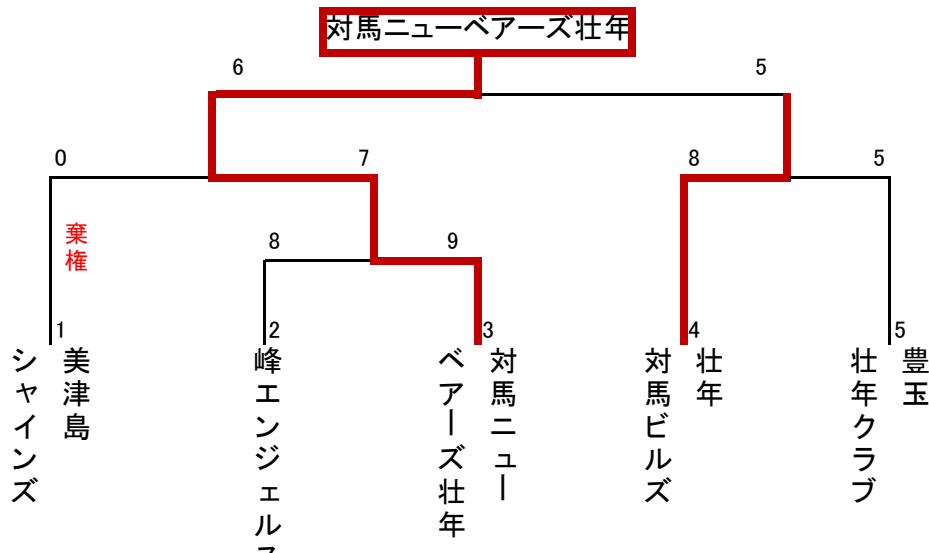 対馬ニューベアーズ壮年
6
5
0
7
8
5
棄権
8
9
1
2
3
4
5
美津島
シャインズ
峰エンジェルス
対馬ニュー
ベアーズ壮年
壮年
対馬ビルズ
豊玉
壮年クラブ